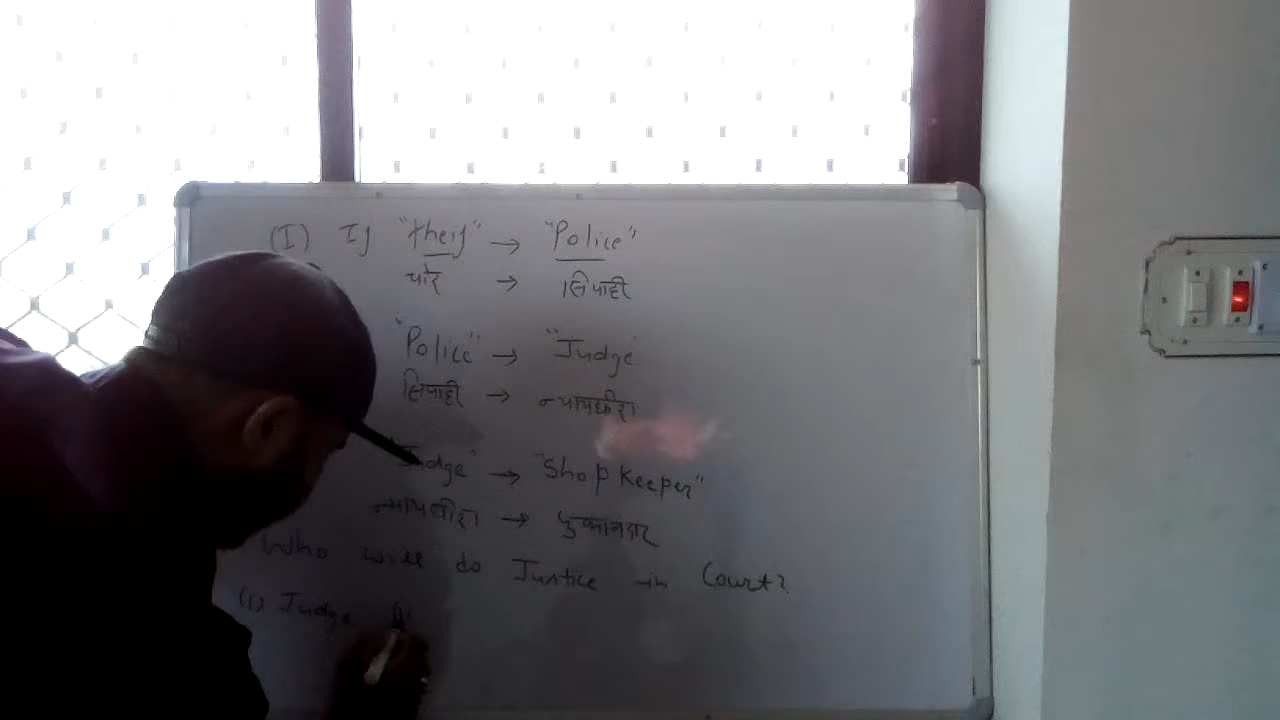 (I) If "theif" → "Police"
चोर → सिपाही
"Police" → "Judge"
सिपाही → न्यायधीश
"Judge" → "Shop Keeper"
न्यायधीश → दुकानदार
Who will do Justice in Court?
(1) Judge